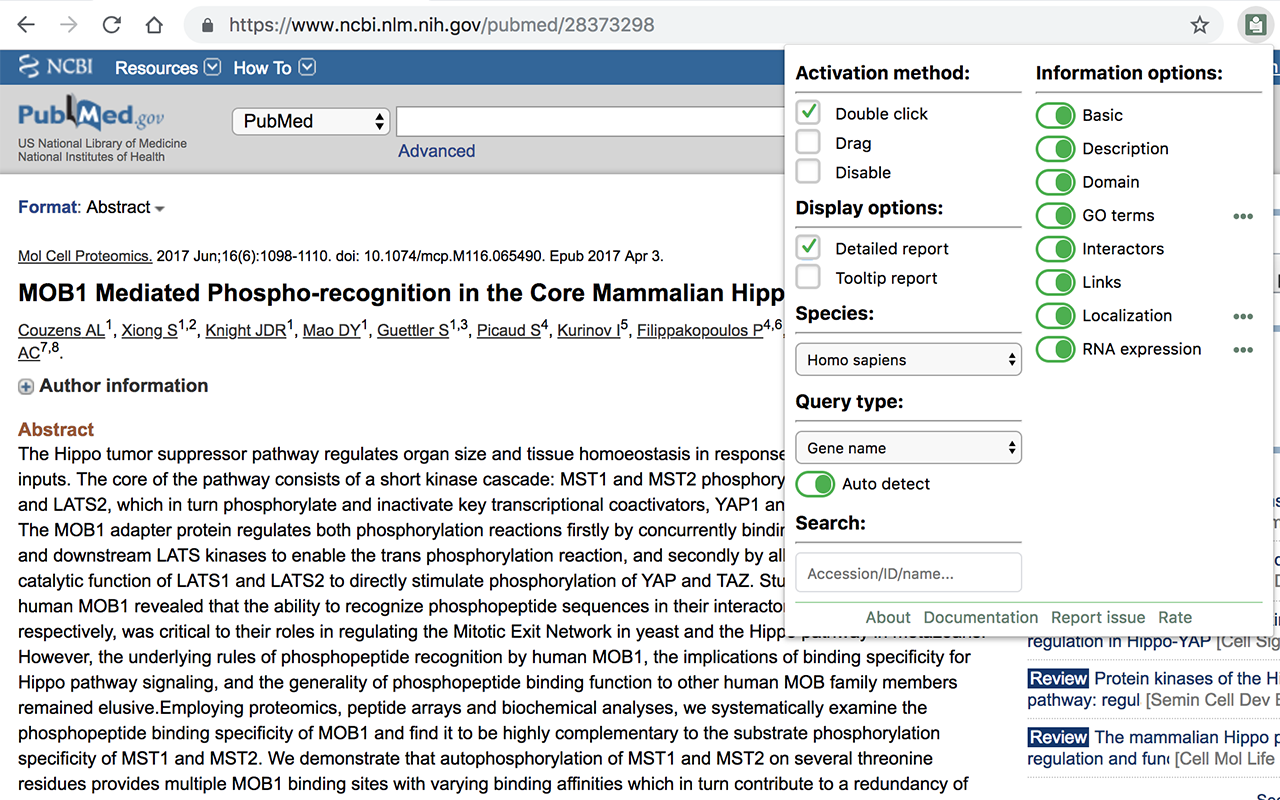 https://www.ncbi.nlm.nih.gov/pubmed/28373298
NCBI Resources How To
PubMed.gov
US National Library of Medicine
National Institutes of Health
PubMed
Advanced
Format: Abstract
Mol Cell Proteomics. 2017 Jun;16(6):1098-1110. doi: 10.1074/mcp.M116.065490. Epub 2017 Apr 3.
MOB1 Mediated Phospho-recognition in the Core Mammalian Hipp
Couzens AL1, Xiong S1,2, Knight JDR1, Mao DY1, Guettler S1,3, Picaud S4, Kurinov I5, Filippakopoulos P4,6
AC7,8.
Author information
Abstract
The Hippo tumor suppressor pathway regulates organ size and tissue homoeostasis in response
inputs. The core of the pathway consists of a short kinase cascade: MST1 and MST2 phosphory
and LATS2, which in turn phosphorylate and inactivate key transcriptional coactivators, YAP1 an
The MOB1 adapter protein regulates both phosphorylation reactions firstly by concurrently bindin
and downstream LATS kinases to enable the trans phosphorylation reaction, and secondly by all
catalytic function of LATS1 and LATS2 to directly stimulate phosphorylation of YAP and TAZ. Stu
human MOB1 revealed that the ability to recognize phosphopeptide sequences in their interacto
respectively, was critical to their roles in regulating the Mitotic Exit Network in yeast and the Hippo pathway in metazoans.
However, the underlying rules of phosphopeptide recognition by human MOB1, the implications of binding specificity for
Hippo pathway signaling, and the generality of phosphopeptide binding function to other human MOB family members
remained elusive.Employing proteomics, peptide arrays and biochemical analyses, we systematically examine the
phosphopeptide binding specificity of MOB1 and find it to be highly complementary to the substrate phosphorylation
specificity of MST1 and MST2. We demonstrate that autophosphorylation of MST1 and MST2 on several threonine
residues provides multiple MOB1 binding sites with varying binding affinities which in turn contribute to a redundancy of
Activation method:
Double click
Drag
Disable
Display options:
Detailed report
Tooltip report
Species:
Homo sapiens
Query type:
Gene name
Auto detect
Search:
Accession/ID/name...
Information options:
Basic
Description
Domain
GO terms
Interactors
Links
Localization
RNA expression
About Documentation Report issue Rate
regulation in Hippo-YAP [Cell Sig
Review Protein kinases of the Hi
pathway: regul [Semin Cell Dev B
Review The mammalian Hippo p
regulation and func [Cell Mol Life